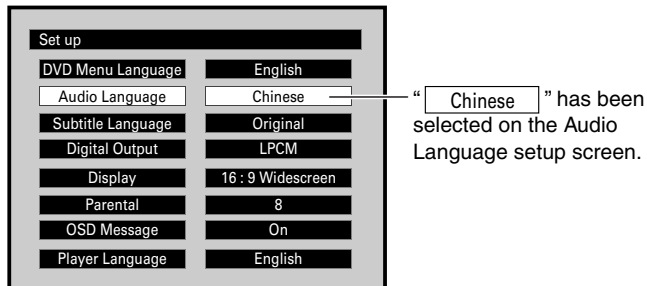 Set up
DVD Menu Language English
Audio Language Chinese
Subtitle Language Original
Digital Output LPCM
Display 16 : 9 Widescreen
Parental 8
OSD Message On
Player Language English
“ Chinese ” has been
selected on the Audio
Language setup screen.